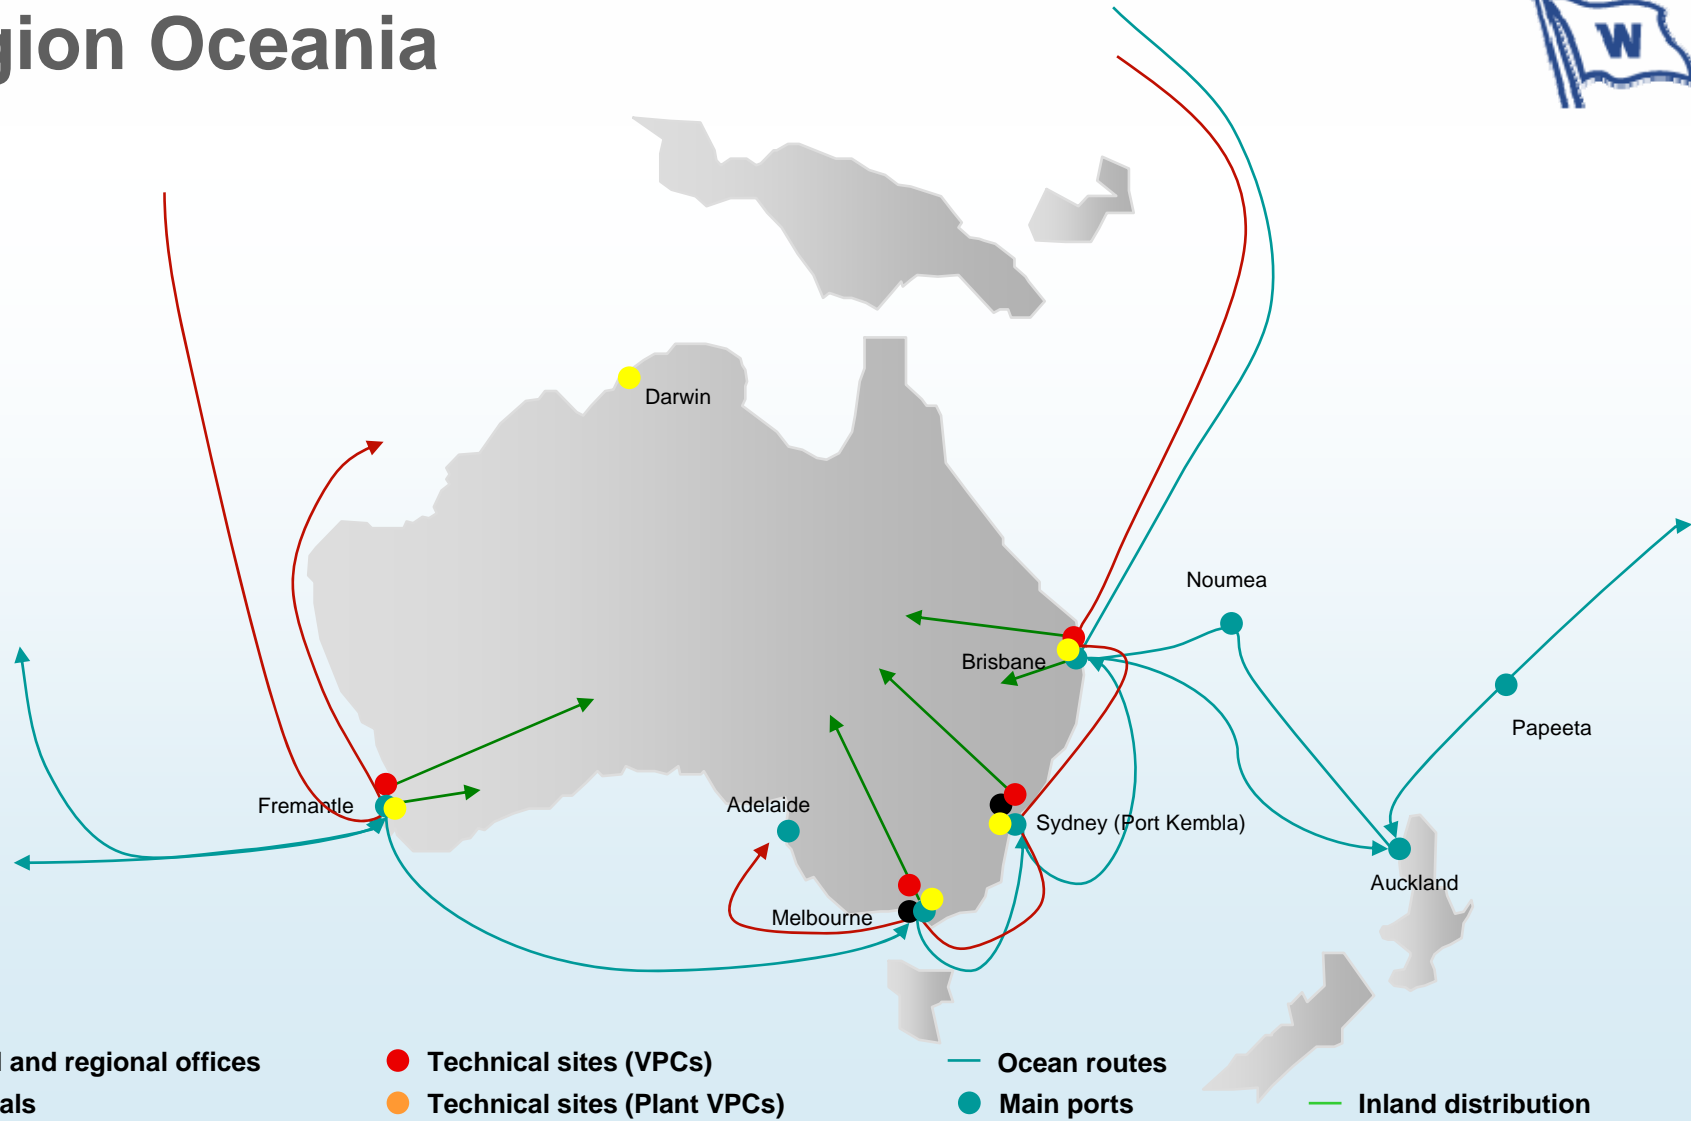 gion Oceania
W
Darwin
Noumea
Brisbane
Papeeta
Fremantle
Adelaide
Sydney (Port Kembla)
Auckland
Melbourne
l and regional offices
Technical sites (VPCs)
Ocean routes
als
Technical sites (Plant VPCs)
Main ports
Inland distribution